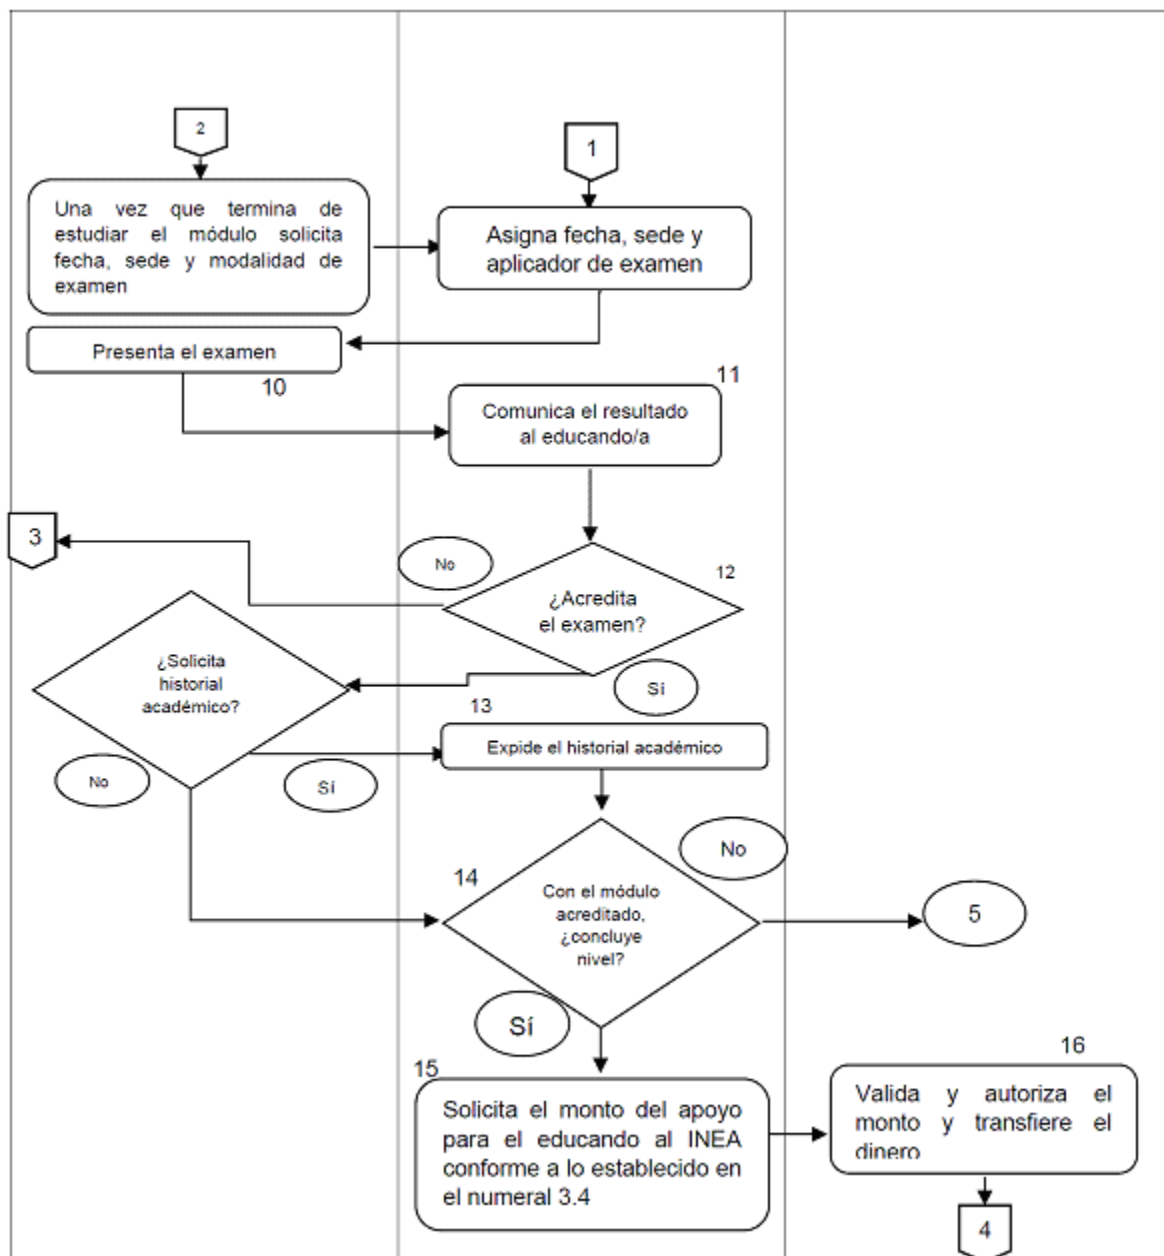 2
1
Una vez que termina de
estudiar el módulo solicita
fecha, sede y modalidad de
examen
Asigna fecha, sede y
aplicador de examen
Presenta el examen
10
11
Comunica el resultado
al educando/a
3
No
12
¿Acredita
el examen?
¿Solicita
historial
académico?
Sí
13
Expide el historial académico
No
Sí
No
14
Con el módulo
acreditado,
¿concluye
nivel?
5
Sí
15
Solicita el monto del apoyo
para el educando al INEA
conforme a lo establecido en
el numeral 3.4
16
Valida y autoriza el
monto y transfiere el
dinero
4